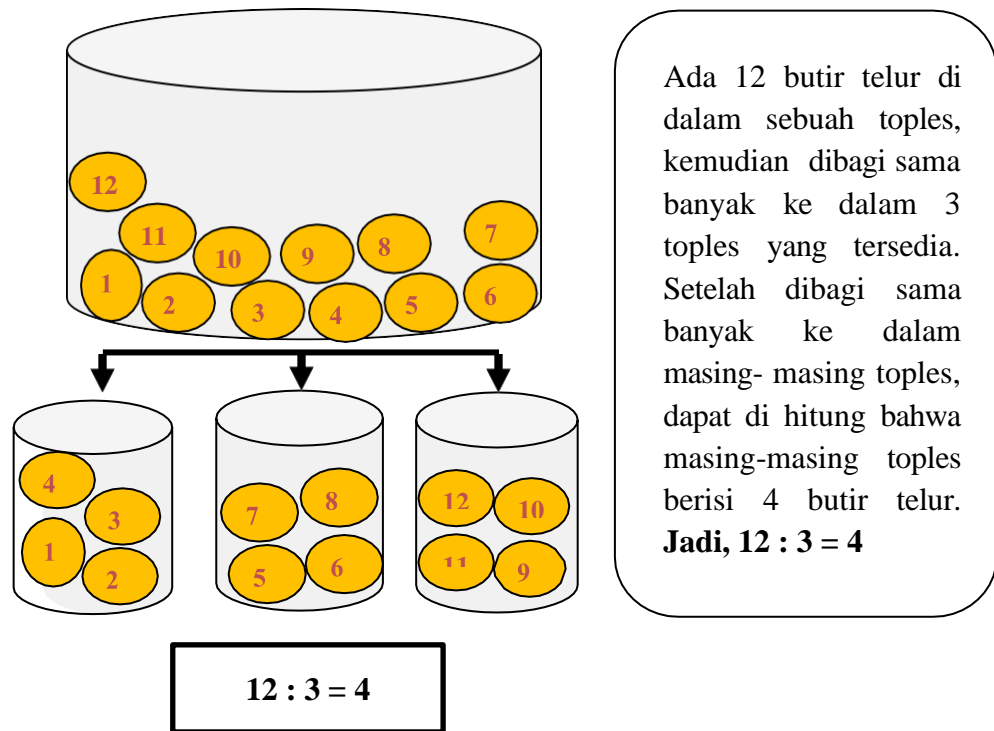 12
11
10
9
8
7
1
2
3
4
5
6
4
3
1
2
7
8
5
6
12
10
11
9
12 : 3 = 4
Ada 12 butir telur di
dalam sebuah toples,
kemudian dibagi sama
banyak ke dalam 3
toples yang tersedia.
Setelah dibagi sama
banyak ke dalam
masing- masing toples,
dapat di hitung bahwa
masing-masing toples
berisi 4 butir telur.
Jadi, 12 : 3 = 4